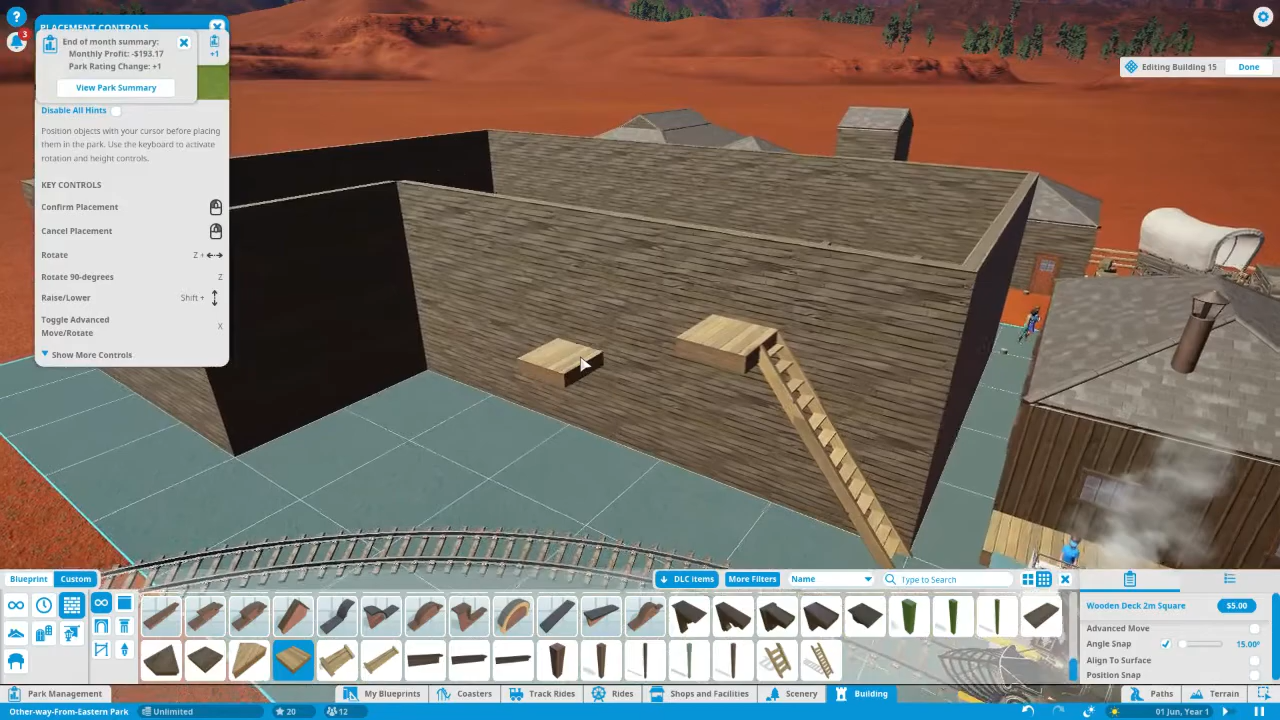 ?
PLACEMENT CONTROLS
3
End of month summary:
Monthly Profit: -$193.17
Park Rating Change: +1
+1
View Park Summary
Disable All Hints
Position objects with your cursor before placing
them in the park. Use the keyboard to activate
rotation and height controls.
KEY CONTROLS
Confirm Placement
Cancel Placement
Rotate Z +
Rotate 90-degrees Z
Raise/Lower Shift +
Toggle Advanced
Move/Rotate X
Show More Controls
Editing Building 15 Done
Blueprint Custom
DLC Items More Filters Name Type to Search
Wooden Deck 2m Square $5.00
Advanced Move
Angle Snap 15.00°
Align To Surface
Position Snap
Park Management My Blueprints Coasters Track Rides Rides Shops and Facilities Scenery Building Paths Terrain
Other-way-From-Eastern Park Unlimited 20 12 01 Jun, Year 1